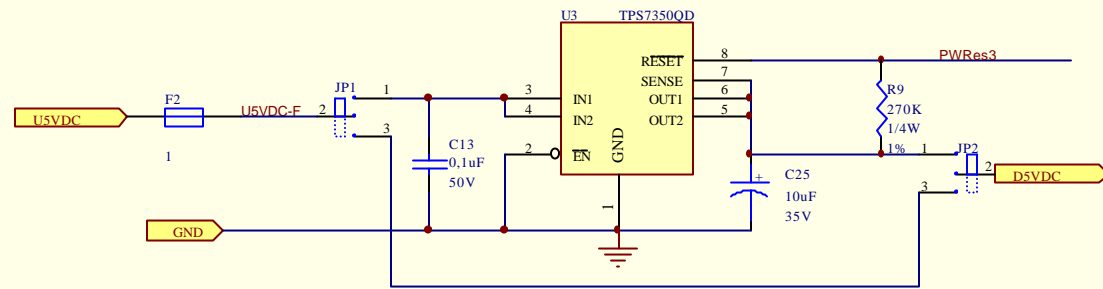 U3 TPS7350QD
RESET 8 PWRes3
SENSE 7
JP1 1 3 IN1 OUT1 6 R9
F2 2 4 IN2 OUT2 5 270K
U5VDC U5VDC-F 1/4W
3 1% 1 JP2
1 C13 2 EN GND 2 D5VDC
0,1uF + C25 3
50V 10uF
1 35V
GND